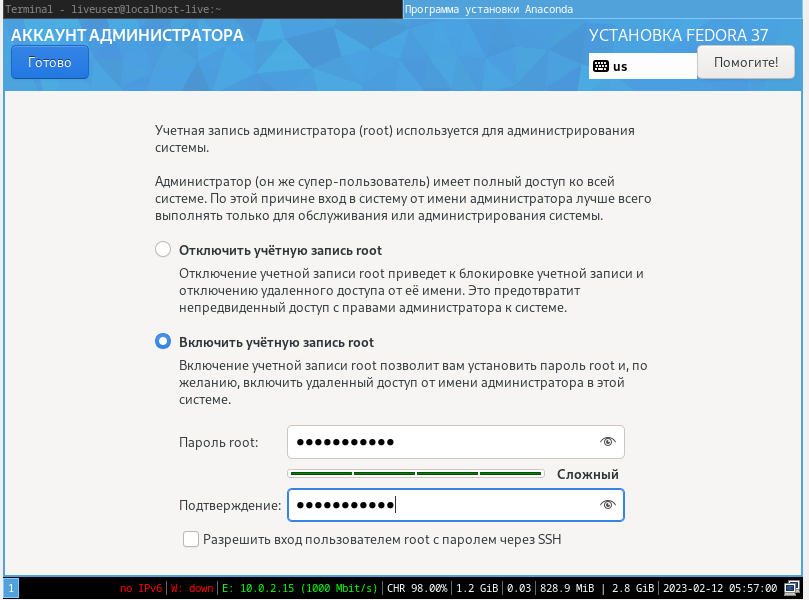 Terminal - liveuser@localhost-live:~
Программа установки Anaconda
АККАУНТ АДМИНИСТРАТОРА
УСТАНОВКА FEDORA 37
Готово
us
Помогите!
Учетная запись администратора (root) используется для администрирования
системы.
Администратор (он же супер-пользователь) имеет полный доступ ко всей
системе. По этой причине вход в систему от имени администратора лучше всего
выполнять только для обслуживания или администрирования системы.
Отключить учётную запись root
Отключение учетной записи root приведет к блокировке учетной записи и
отключению удаленного доступа от её имени. Это предотвратит
непредвиденный доступ с правами администратора к системе.
Включить учётную запись root
Включение учетной записи root позволит вам установить пароль root и, по
желанию, включить удаленный доступ от имени администратора в этой
системе.
Пароль root: ●●●●●●●●●●●
Сложный
Подтверждение: ●●●●●●●●●●●
Разрешить вход пользователем root с паролем через SSH
1
no IPv6 | W: down | E: 10.0.2.15 (1000 Mbit/s) | CHR 98.00% | 1.2 GiB | 0.03 | 828.9 MiB | 2.8 GiB | 2023-02-12 05:57:00